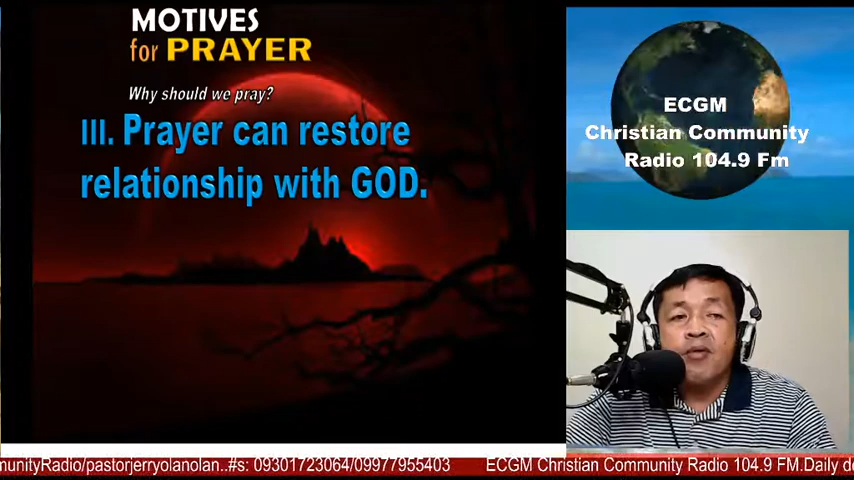 MOTIVES
for PRAYER
Why should we pray?
III. Prayer can restore
relationship with GOD.
ECGM
Christian Community
Radio 104.9 Fm
munityRadio/pastorjerryolanolan..#s: 09301723064/09977955403 ECGM Christian Community Radio 104.9 FM.Daily de